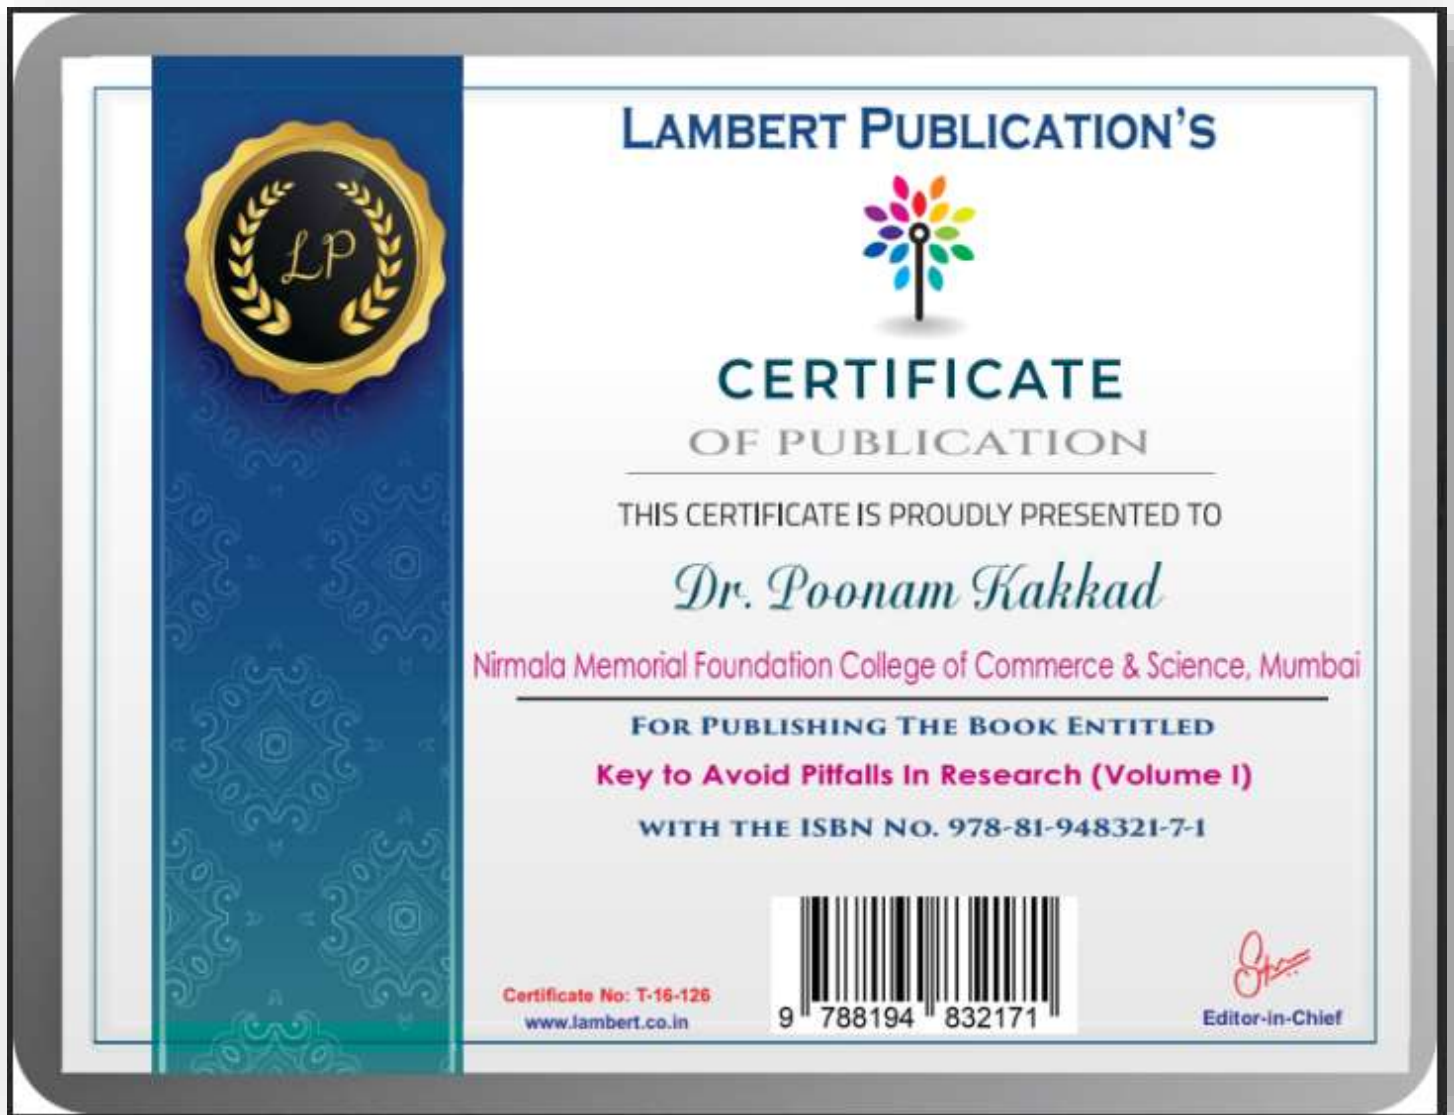 LAMBERT PUBLICATION'S
LP
CERTIFICATE
OF PUBLICATION
THIS CERTIFICATE IS PROUDLY PRESENTED TO
Dr. Poonam Kakkad
Nirmala Memorial Foundation College of Commerce & Science, Mumbai
FOR PUBLISHING THE BOOK ENTITLED
Key to Avoid Pitfalls In Research (Volume I)
WITH THE ISBN NO. 978-81-948321-7-1
Certificate No: T-16-126
www.lambert.co.in
9 788194 832171
Editor-in-Chief